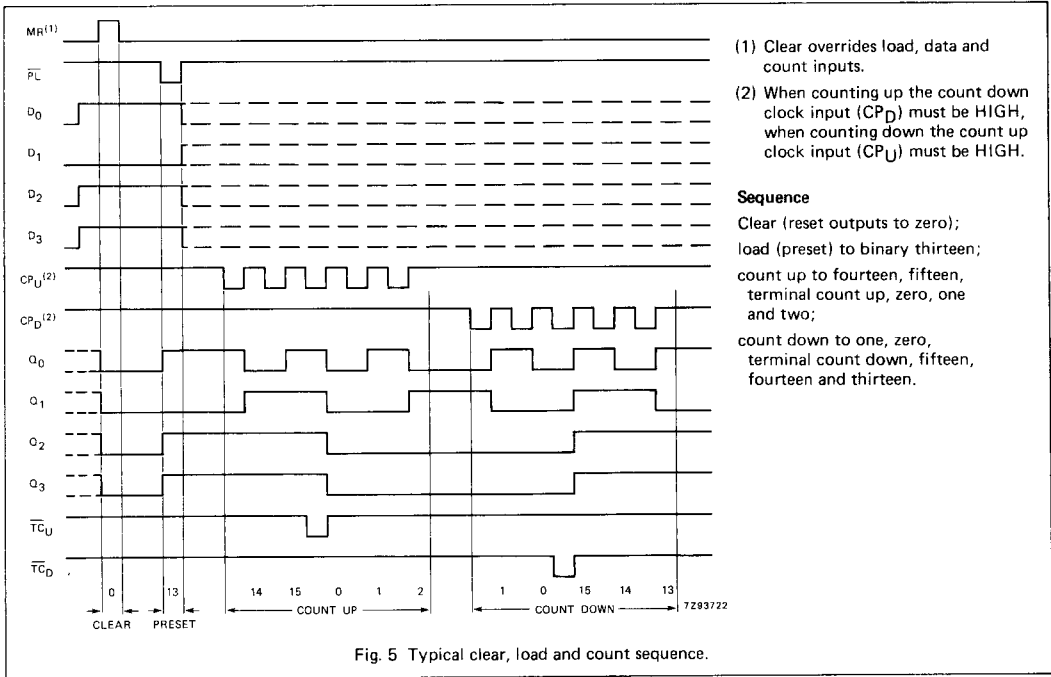 MR(1)
PL
D0
D1
D2
D3
CPU(2)
CPD(2)
Q0
Q1
Q2
Q3
TCU
TCD
0 13 14 15 0 1 2 1 0 15 14 13
CLEAR PRESET COUNT UP COUNT DOWN 7Z93722
(1) Clear overrides load, data and
count inputs.
(2) When counting up the count down
clock input (CPD) must be HIGH,
when counting down the count up
clock input (CPU) must be HIGH.
Sequence
Clear (reset outputs to zero);
load (preset) to binary thirteen;
count up to fourteen, fifteen,
terminal count up, zero, one
and two;
count down to one, zero,
terminal count down, fifteen,
fourteen and thirteen.
Fig. 5 Typical clear, load and count sequence.